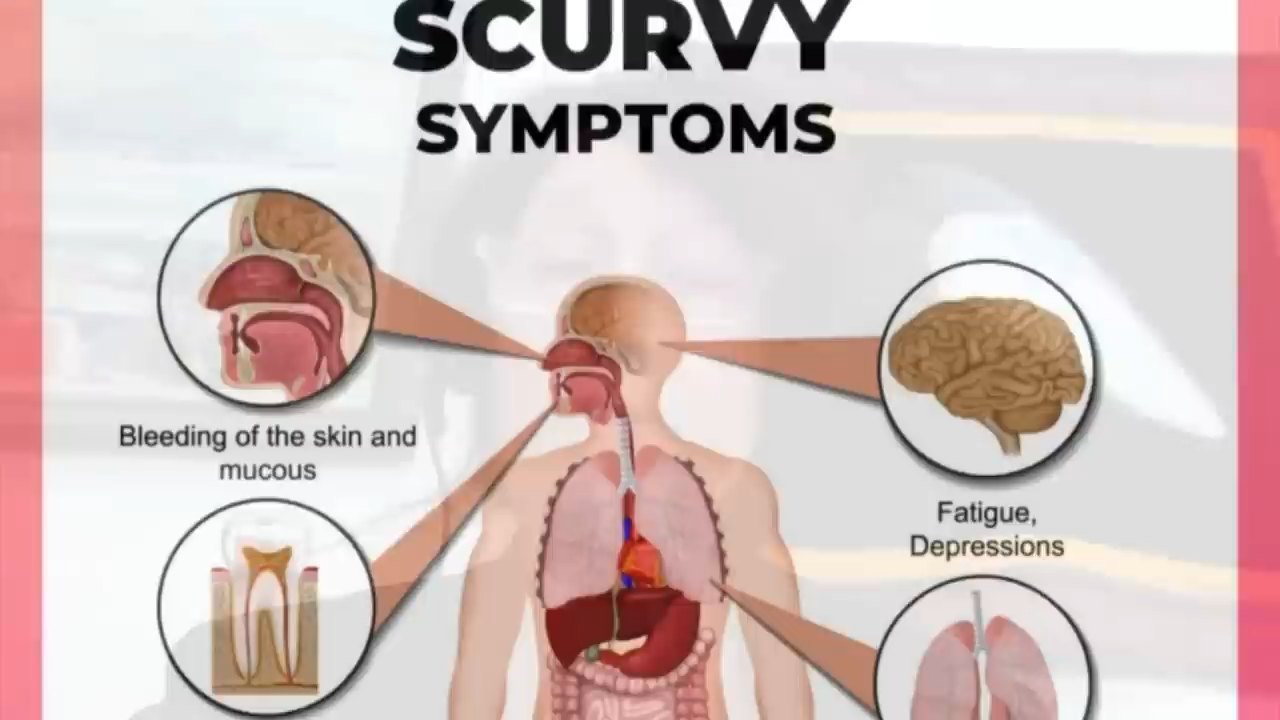 SCURVY
SYMPTOMS
Bleeding of the skin and
mucous
Fatigue,
Depressions